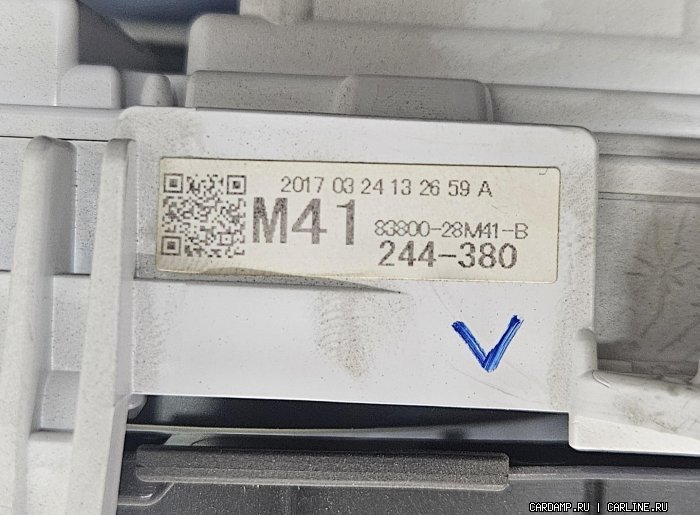 2017 03 24 13 26 59 A
M41 83800-28M41-B
244-380
CARDAMP.RU | CARLINE.RU